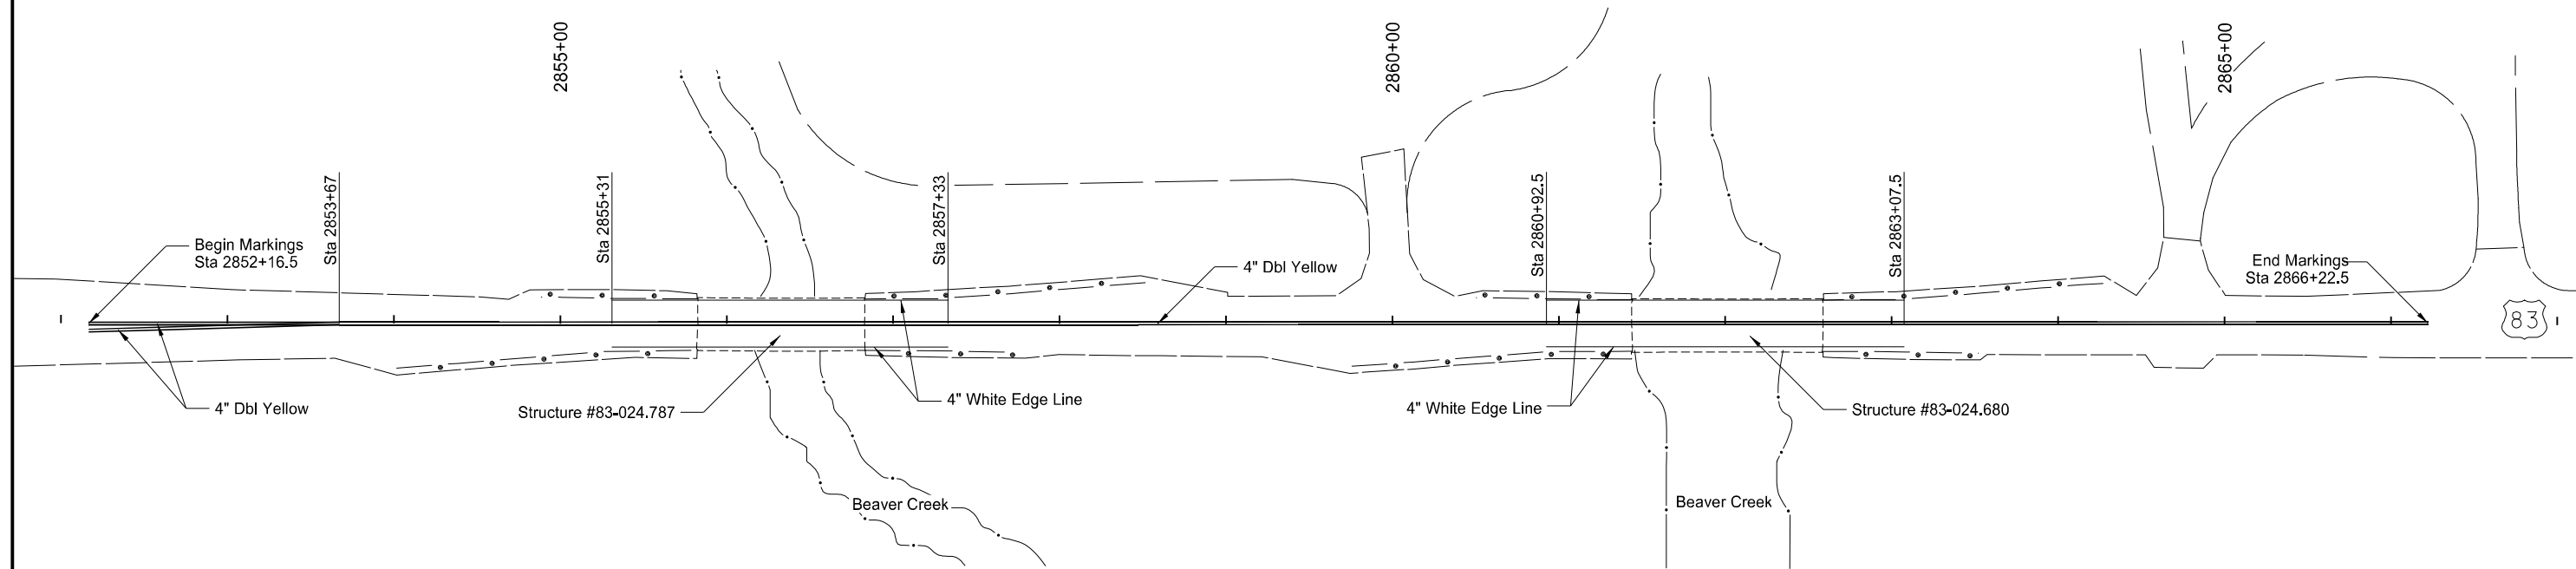 2855+00
2860+00
2865+00
Sta 2853+67
Sta 2855+31
Sta 2857+33
Sta 2860+92.5
Sta 2863+07.5
Begin Markings
Sta 2852+16.5
4" Dbl Yellow
End Markings
Sta 2866+22.5
83
4" Dbl Yellow
Structure #83-024.787
4" White Edge Line
4" White Edge Line
Structure #83-024.680
Beaver Creek
Beaver Creek